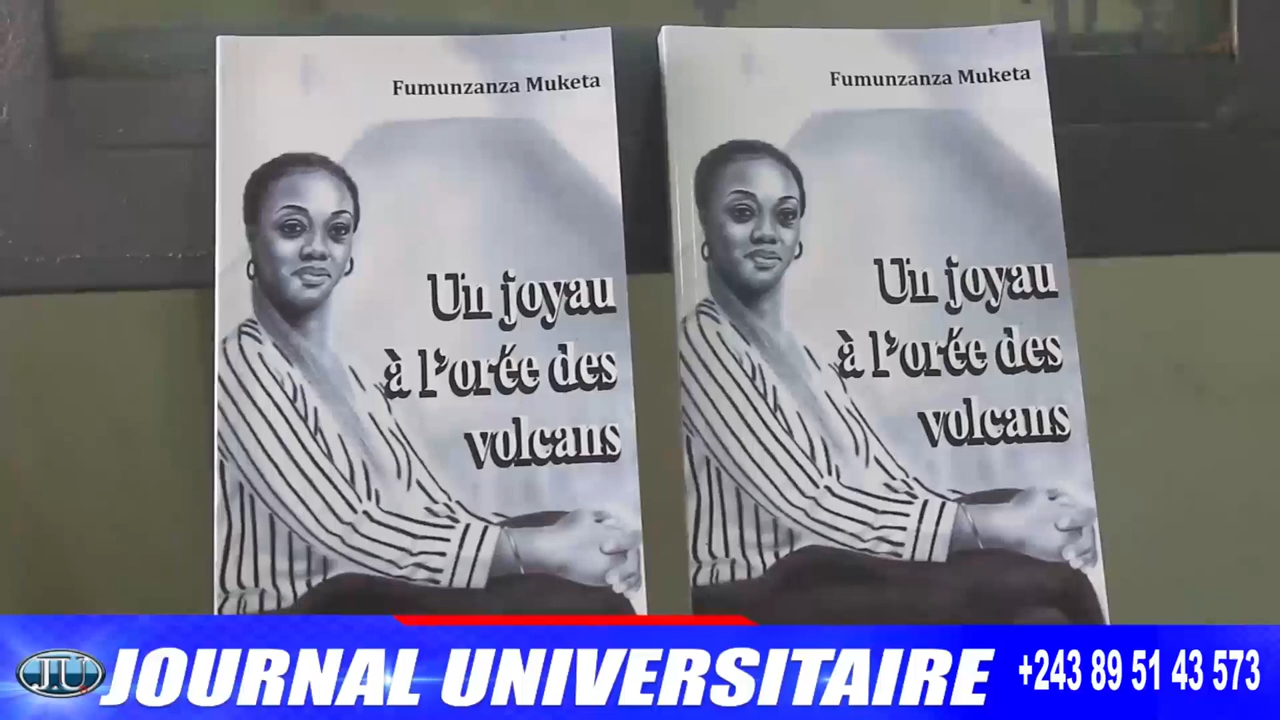 Fumunzanza Muketa
Un joyau
à l'orée des
volcans
Fumunzanza Muketa
Un joyau
à l'orée des
volcans
J.U.
JOURNAL UNIVERSITAIRE
+243 89 51 43 573